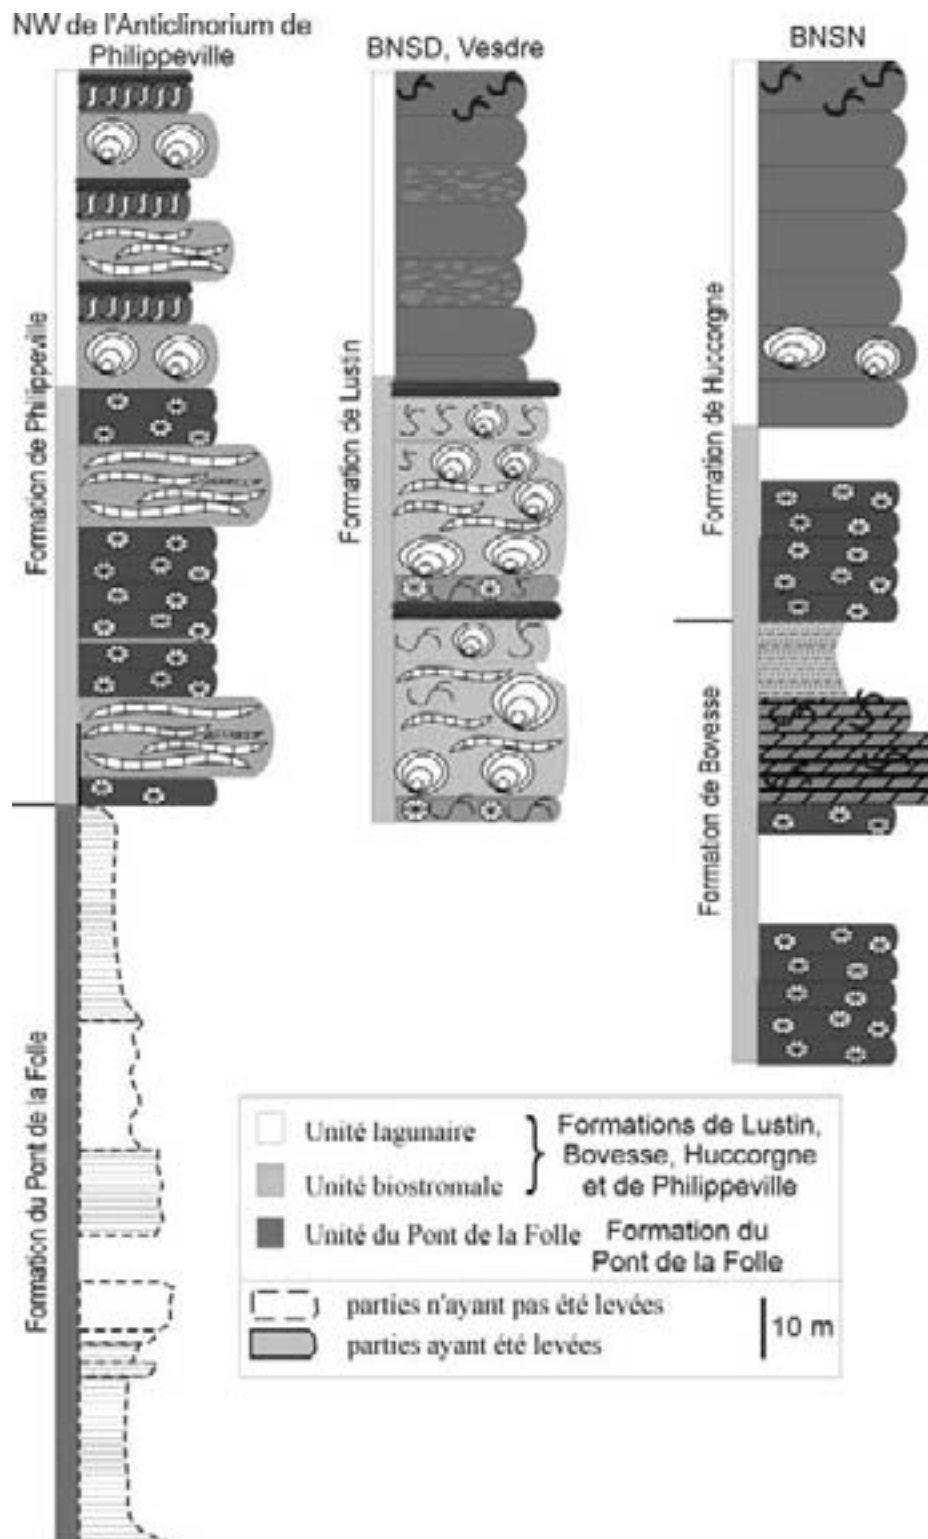 NW de l'Anticlinorium de
Philippeville
BNSD, Vesdre
BNSN
Formation de Philippeville
Formation du Pont de la Folle
Formation de Lustin
Formation de Huccorgne
Formation de Bovesse
Unité lagunaire
Unité biostromale
Formations de Lustin,
Bovesse, Huccorgne
et de Philippeville
Unité du Pont de la Folle
Formation du
Pont de la Folle
parties n'ayant pas été levées
parties ayant été levées
10 m